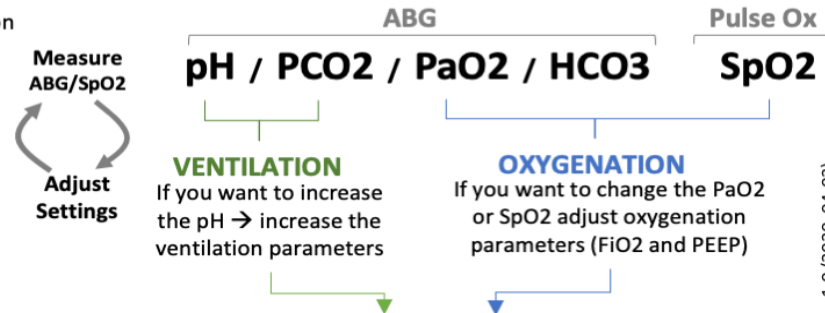 on
ABG
Pulse Ox
Measure
ABG/SpO2
pH / PCO2 / PaO2 / HCO3
SpO2
Adjust
Settings
VENTILATION
If you want to increase
the pH → increase the
ventilation parameters
OXYGENATION
If you want to change the PaO2
or SpO2 adjust oxygenation
parameters (FiO2 and PEEP)